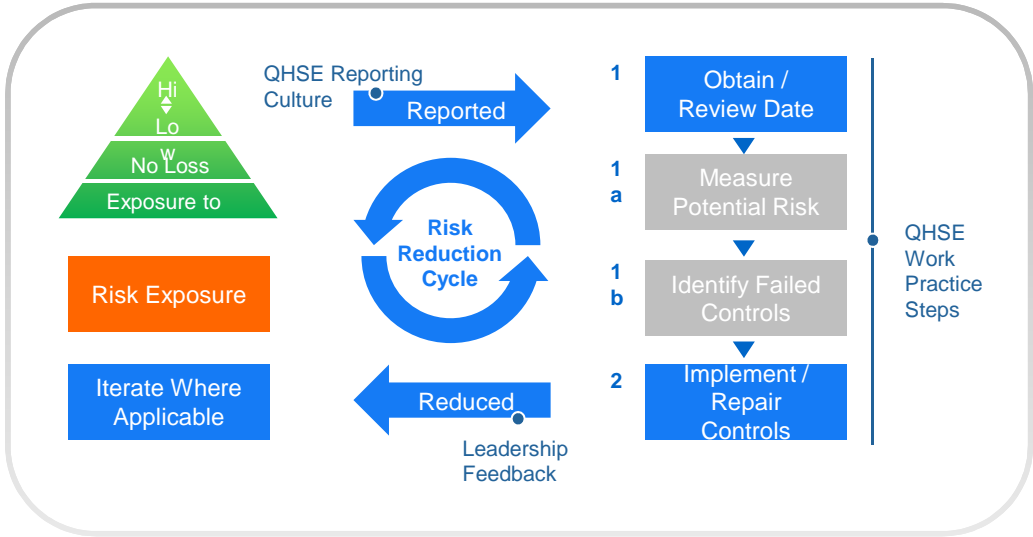 Hi
Lo
w
No Loss
Exposure to
Risk Exposure
Iterate Where
Applicable
QHSE Reporting
Culture
Reported
Risk
Reduction
Cycle
Reduced
Leadership
Feedback
1
Obtain /
Review Date
1
a
Measure
Potential Risk
1
b
Identify Failed
Controls
2
Implement /
Repair
Controls
QHSE
Work
Practice
Steps